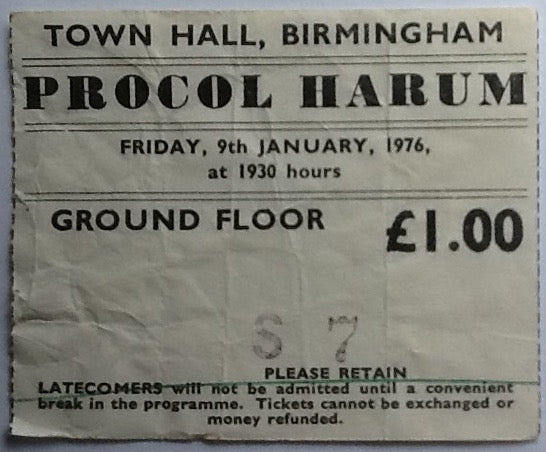 TOWN HALL, BIRMINGHAM
PROCOL HARUM
FRIDAY, 9th JANUARY, 1976,
at 1930 hours
GROUND FLOOR £1.00
S 7
PLEASE RETAIN
LATECOMERS will not be admitted until a convenient
break in the programme. Tickets cannot be exchanged or
money refunded.